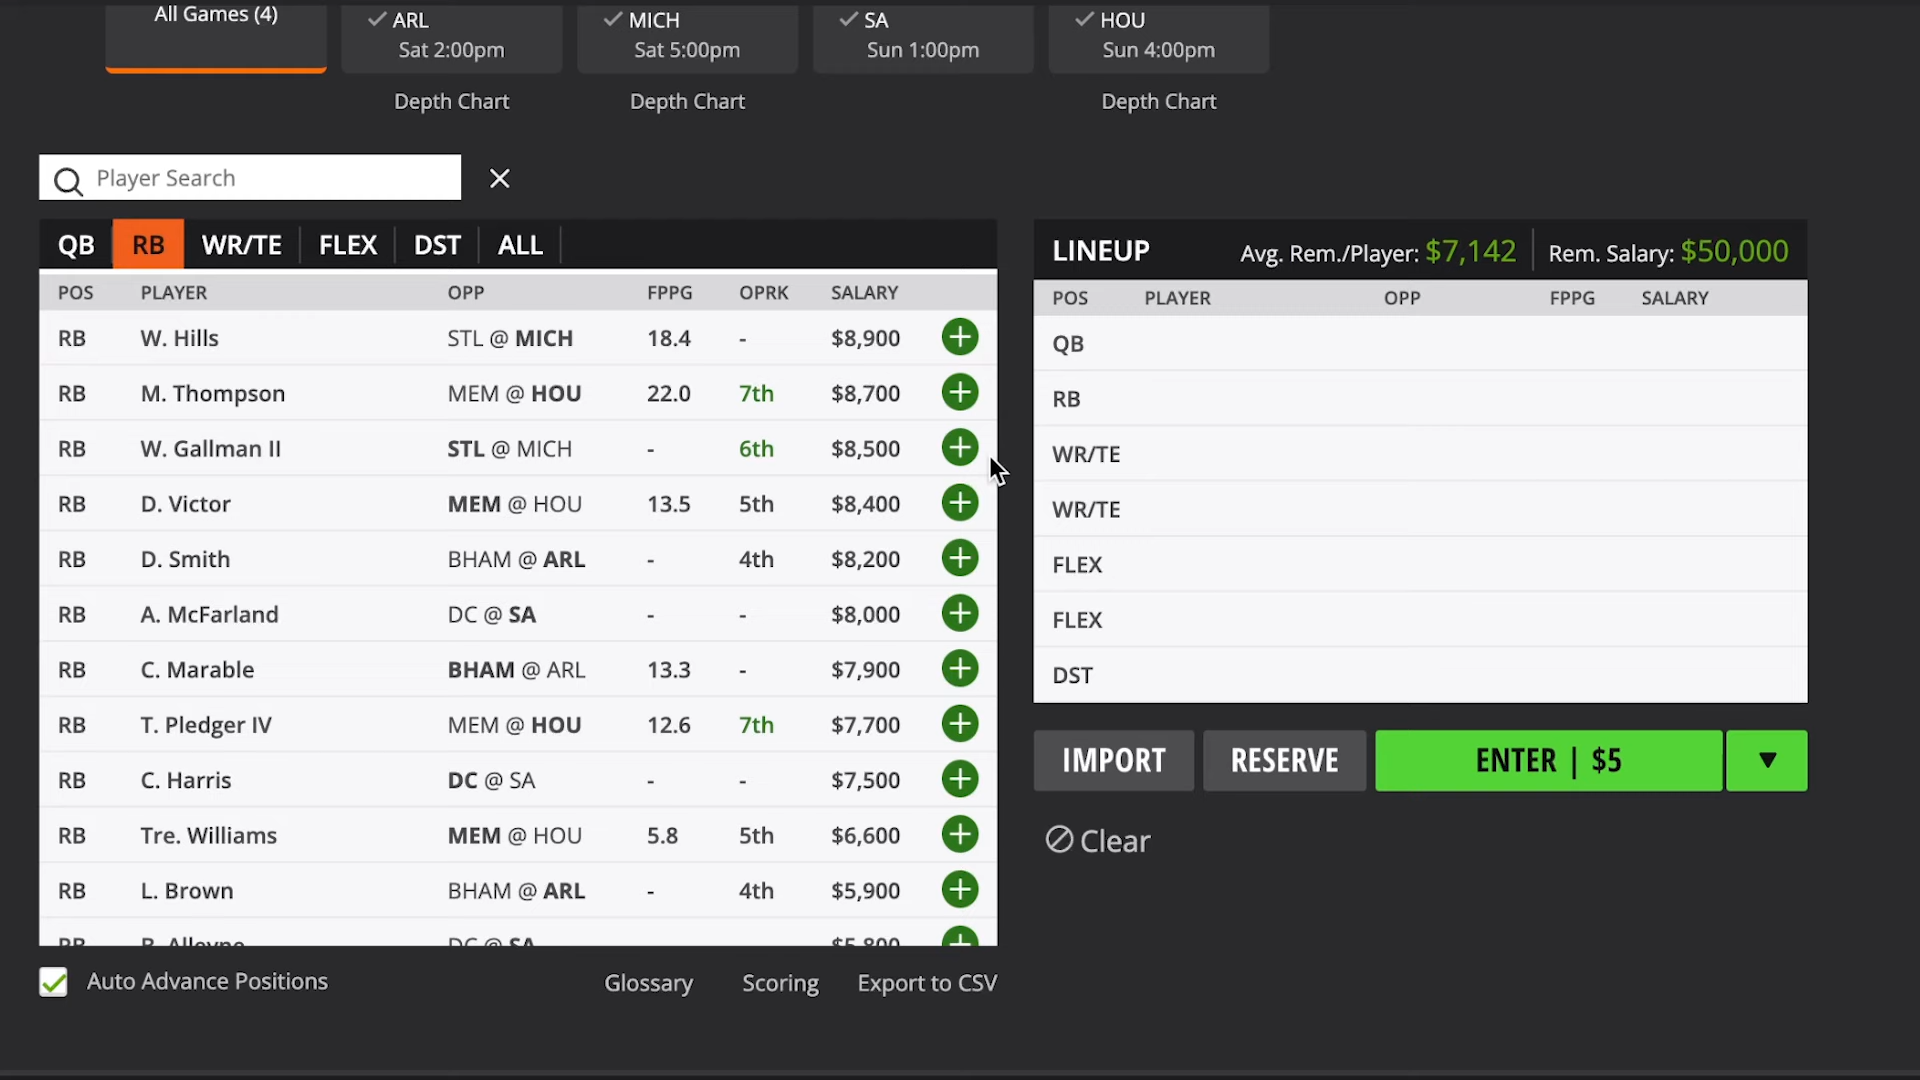 All Games (4)
ARL
Sat 2:00pm
MICH
Sat 5:00pm
SA
Sun 1:00pm
HOU
Sun 4:00pm
Depth Chart
Depth Chart
Depth Chart
Player Search
QB RB WR/TE FLEX DST ALL
POS PLAYER OPP FPPG OPRK SALARY
RB W. Hills STL @ MICH 18.4 - $8,900
RB M. Thompson MEM @ HOU 22.0 7th $8,700
RB W. Gallman II STL @ MICH - 6th $8,500
RB D. Victor MEM @ HOU 13.5 5th $8,400
RB D. Smith BHAM @ ARL - 4th $8,200
RB A. McFarland DC @ SA - - $8,000
RB C. Marable BHAM @ ARL 13.3 - $7,900
RB T. Pledger IV MEM @ HOU 12.6 7th $7,700
RB C. Harris DC @ SA - - $7,500
RB Tre. Williams MEM @ HOU 5.8 5th $6,600
RB L. Brown BHAM @ ARL - 4th $5,900
RB B. Alleyne DC @ SA $5,800
Auto Advance Positions
Glossary Scoring Export to CSV
LINEUP Avg. Rem./Player: $7,142 Rem. Salary: $50,000
POS PLAYER OPP FPPG SALARY
QB
RB
WR/TE
WR/TE
FLEX
FLEX
DST
IMPORT RESERVE ENTER | $5
Clear